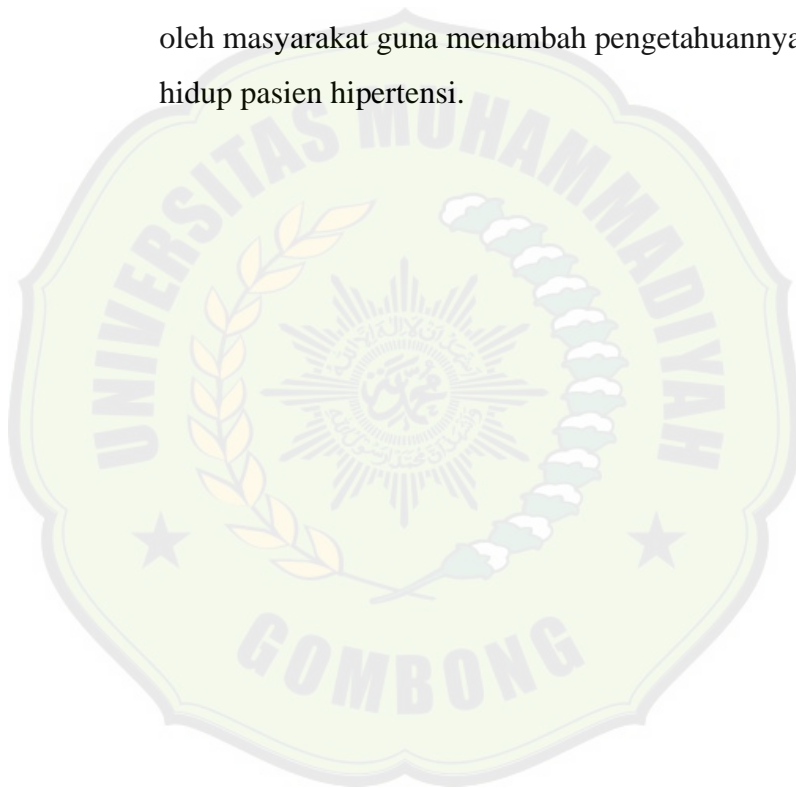 oleh masyarakat guna menambah pengetahuannya
hidup pasien hipertensi.
UNIVERSITAS MUHAMMADIYAH
GOMBONG